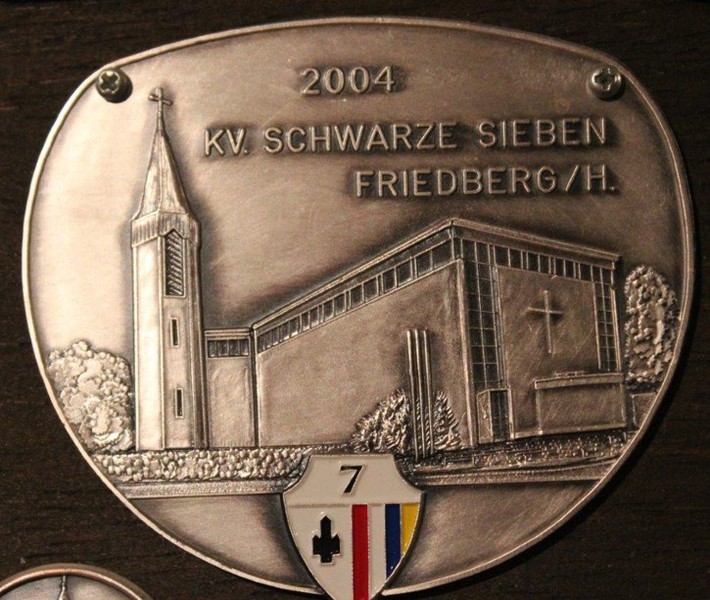 2004
KV. SCHWARZE SIEBEN
FRIEDBERG/H.
7